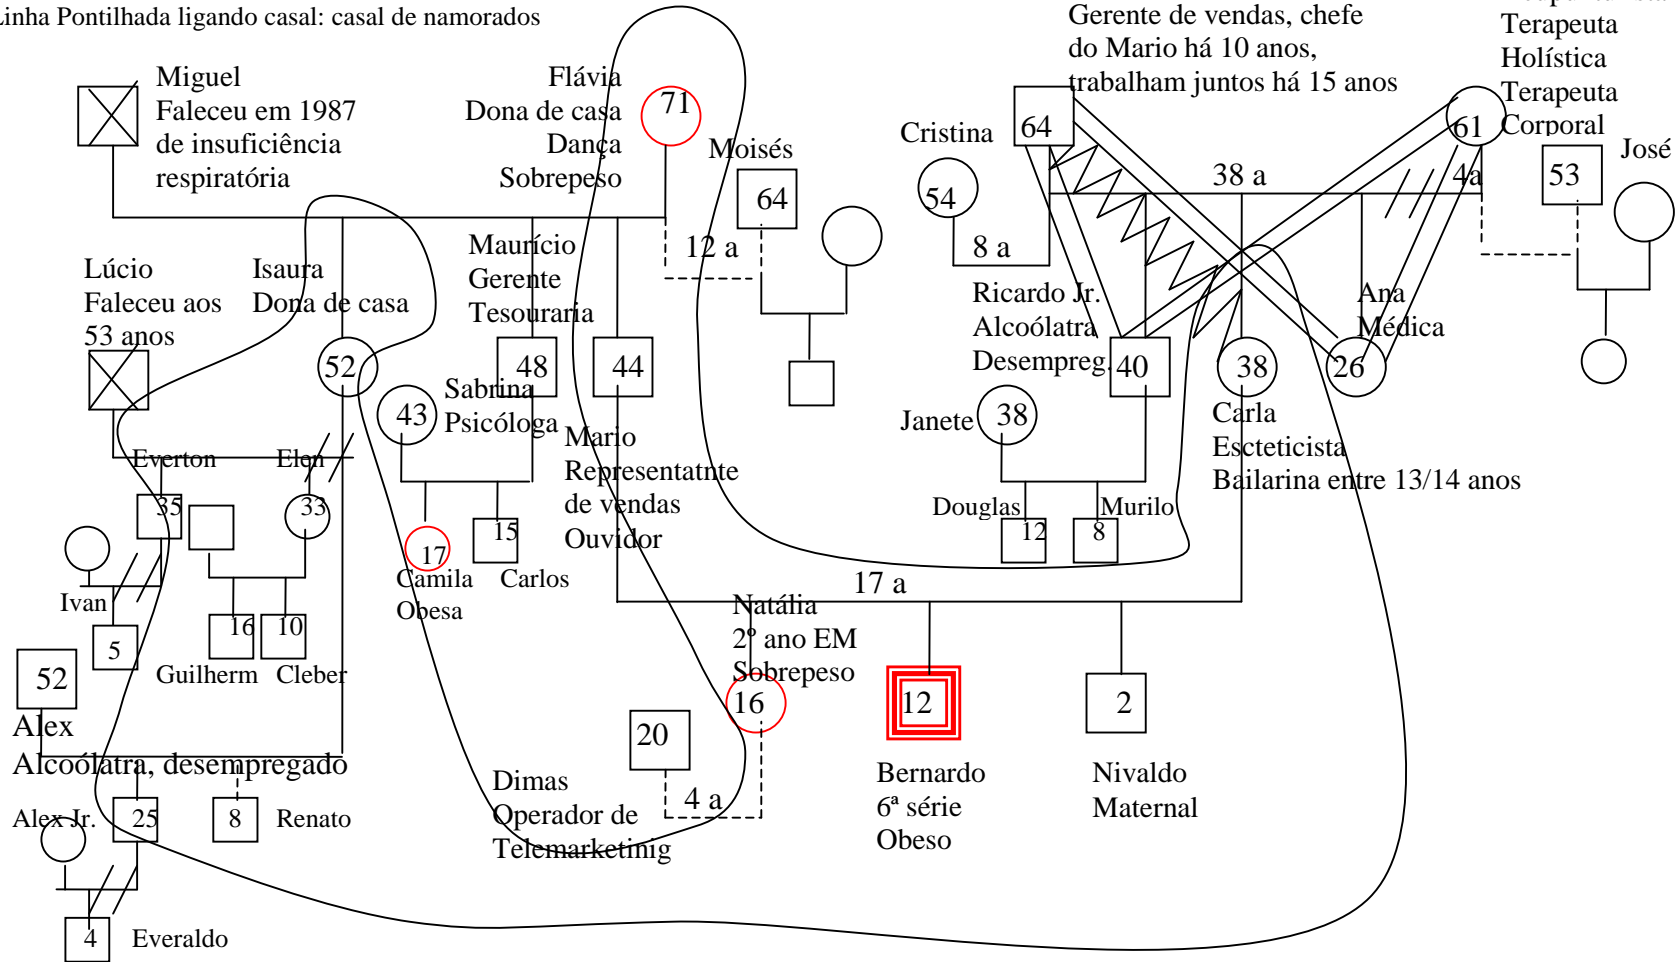 Linha Pontilhada ligando casal: casal de namorados
Gerente de vendas, chefe
do Mario há 10 anos,
trabalham juntos há 15 anos
Terapeuta
Holística
Terapeuta
Corporal
Miguel
Faleceu em 1987
de insuficiência
respiratória
Flávia
Dona de casa
Dança
Sobrepeso
71
Moisés
64
12 a
Cristina
54
8 a
64
38 a
61
4a
53
José
Lúcio
Faleceu aos
53 anos
Isaura
Dona de casa
52
Maurício
Gerente
Tesouraria
48
44
Ricardo Jr.
Alcoólatra
Desempreg.
40
38
Ana
Médica
26
43
Sabrina
Psicóloga
Mario
Representatnte
de vendas
Ouvidor
Janete
38
Carla
Escteticista
Bailarina entre 13/14 anos
Everton
35
Elen
33
17
Camila
Obesa
15
Carlos
Douglas
12
Murilo
8
17 a
Ivan
5
16
Guilherm
10
Cleber
52
Alex
Alcoólatra, desempregado
Natália
2º ano EM
Sobrepeso
16
20
Dimas
Operador de
Telemarketinig
4 a
12
Bernardo
6ª série
Obeso
2
Nivaldo
Maternal
Alex Jr.
25
8
Renato
4
Everaldo